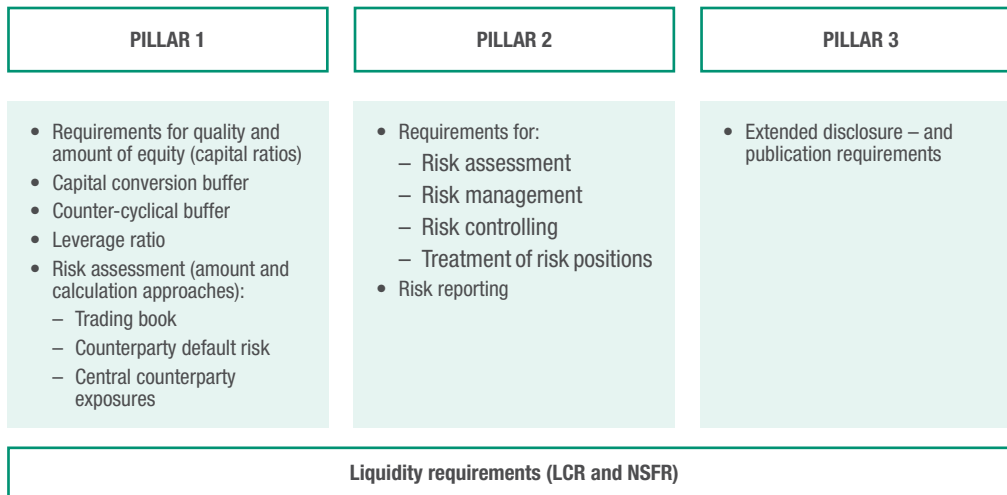 PILLAR 1
• Requirements for quality and
amount of equity (capital ratios)
• Capital conversion buffer
• Counter-cyclical buffer
• Leverage ratio
• Risk assessment (amount and
calculation approaches):
– Trading book
– Counterparty default risk
– Central counterparty
exposures
PILLAR 2
• Requirements for:
– Risk assessment
– Risk management
– Risk controlling
– Treatment of risk positions
• Risk reporting
PILLAR 3
• Extended disclosure – and
publication requirements
Liquidity requirements (LCR and NSFR)